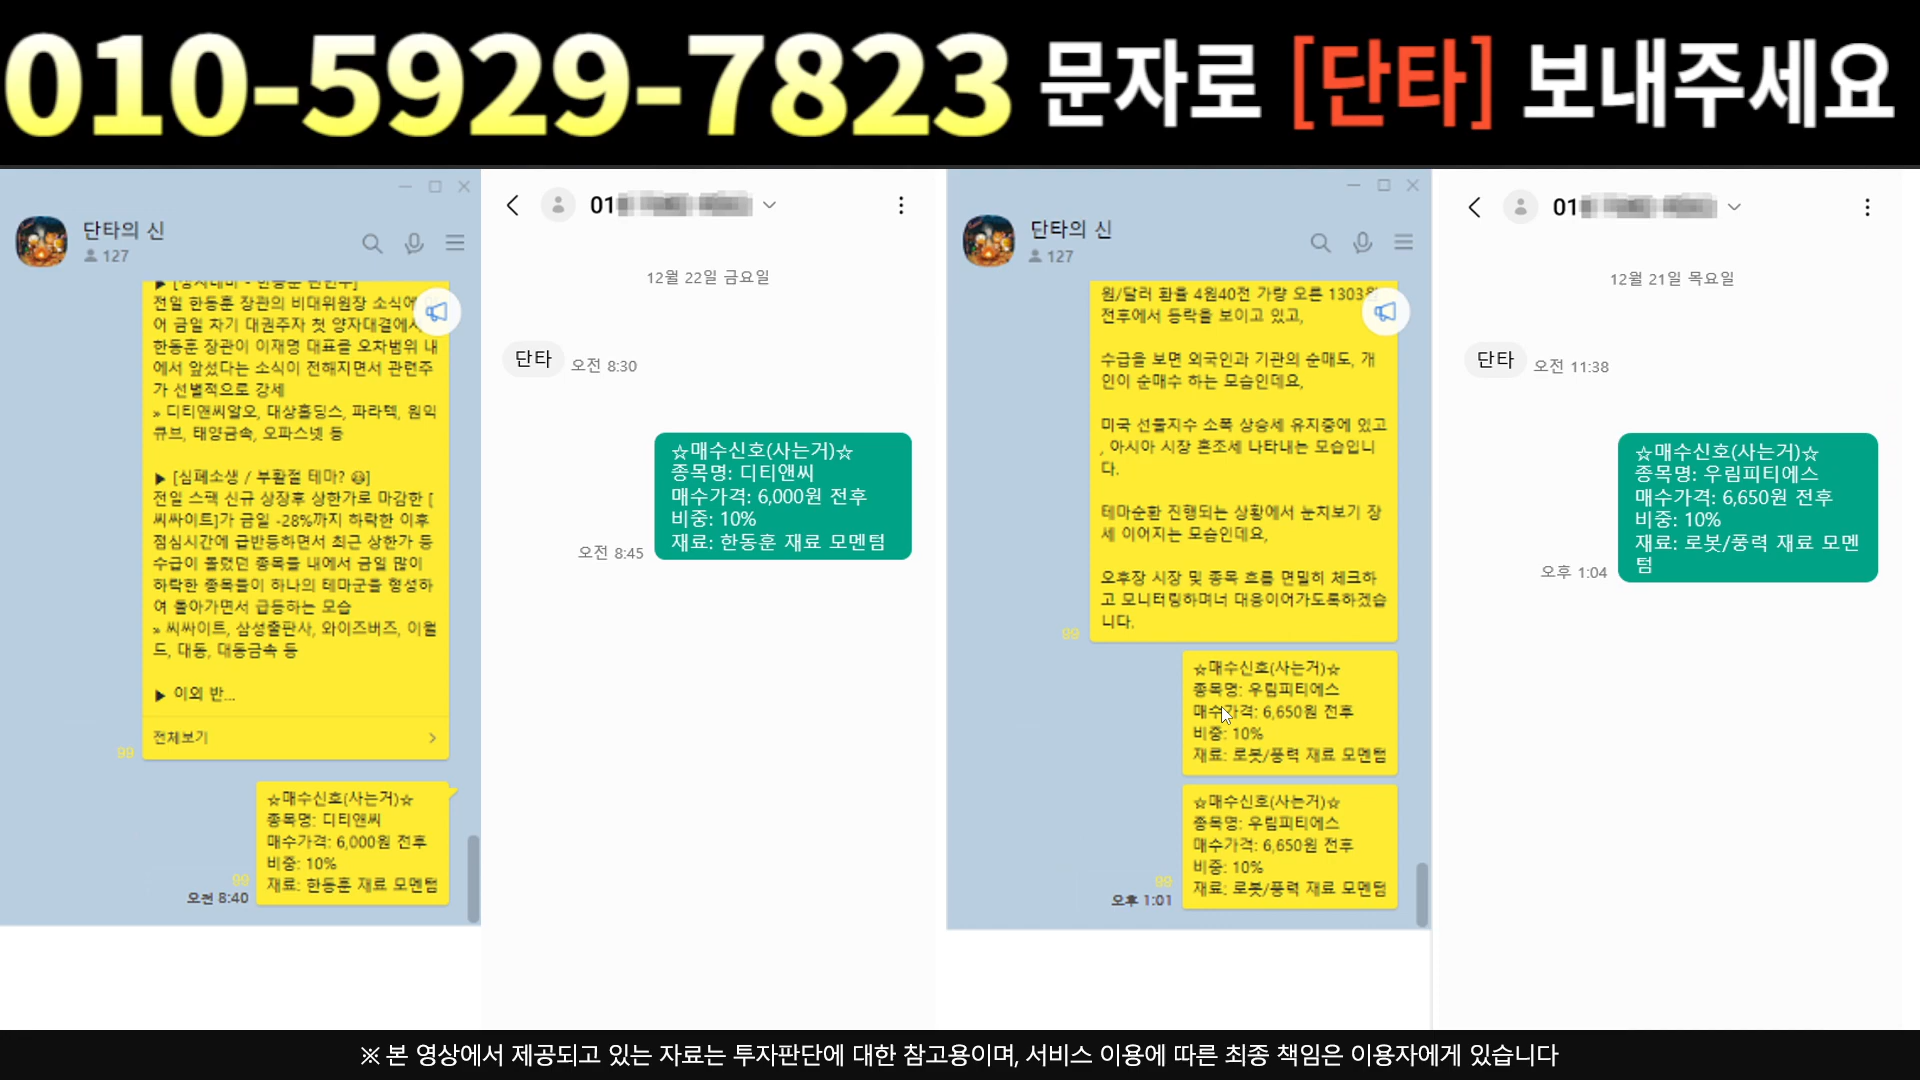 010-5929-7823 문자로 [단타] 보내주세요
단타의 신
127
전일 한동훈 장관의 비대위원장 소식에
어 금일 차기 대권주자 첫 양자대결에서
한동훈 장관이 이재명 대표를 오차범위 내
에서 앞섰다는 소식이 전해지면서 관련주
가 선별적으로 강세
» 디티앤씨알오, 대상홀딩스, 파라텍, 원익
큐브, 태양금속, 오파스넷 등
▶ [심폐소생 / 부활절 테마? 😆]
전일 스팩 신규 상장후 상한가로 마감한 [
씨싸이트]가 금일 -28%까지 하락한 이후
점심시간에 급반등하면서 최근 상한가 등
수급이 몰렸던 종목들 내에서 금일 많이
하락한 종목들이 하나의 테마군을 형성하
여 돌아가면서 급등하는 모습
» 씨싸이트, 삼성출판사, 와이즈버즈, 이월
드, 대동, 대동금속 등
▶ 이외 반...
전체보기
99
☆매수신호(사는거)☆
종목명: 디티앤씨
매수가격: 6,000원 전후
비중: 10%
재료: 한동훈 재료 모멘텀
99
오전 8:40
01
12월 22일 금요일
단타
오전 8:30
☆매수신호(사는거)☆
종목명: 디티앤씨
매수가격: 6,000원 전후
비중: 10%
재료: 한동훈 재료 모멘텀
오전 8:45
단타의 신
127
원/달러 환율 4원40전 가량 오른 1303원
전후에서 등락을 보이고 있고,
수급을 보면 외국인과 기관의 순매도, 개
인이 순매수 하는 모습인데요,
미국 선물지수 소폭 상승세 유지중에 있고
, 아시아 시장 혼조세 나타내는 모습입니
다.
테마순환 진행되는 상황에서 눈치보기 장
세 이어지는 모습인데요,
오후장 시장 및 종목 흐름 면밀히 체크하
고 모니터링하며너 대응이어가도록하겠습
니다.
99
☆매수신호(사는거)☆
종목명: 우림피티에스
매수가격: 6,650원 전후
비중: 10%
재료: 로봇/풍력 재료 모멘텀
☆매수신호(사는거)☆
종목명: 우림피티에스
매수가격: 6,650원 전후
비중: 10%
재료: 로봇/풍력 재료 모멘텀
99
오후 1:01
01
12월 21일 목요일
단타
오전 11:38
☆매수신호(사는거)☆
종목명: 우림피티에스
매수가격: 6,650원 전후
비중: 10%
재료: 로봇/풍력 재료 모멘
텀
오후 1:04
※ 본 영상에서 제공되고 있는 자료는 투자판단에 대한 참고용이며, 서비스 이용에 따른 최종 책임은 이용자에게 있습니다